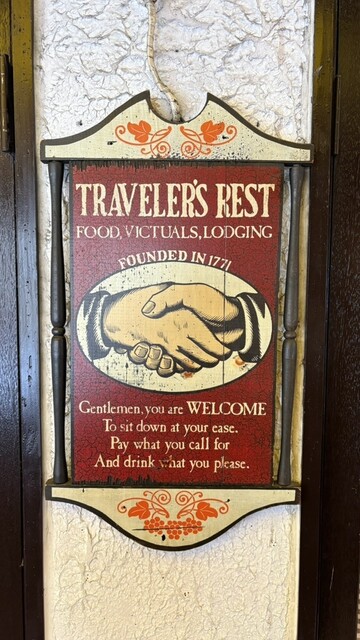 TRAVELER'S REST
FOOD, VICTUALS, LODGING
FOUNDED IN 1771
Gentlemen, you are WELCOME
To sit down at your ease.
Pay what you call for
And drink what you please.